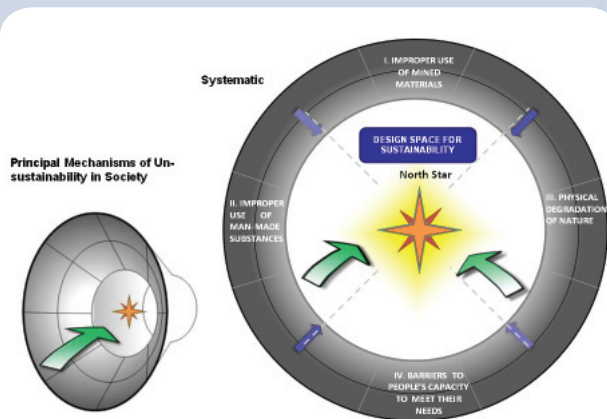 Systematic
Principal Mechanisms of Un-
sustainability in Society
I. IMPROPER USE
OF MINED
MATERIALS
DESIGN SPACE FOR
SUSTAINABILITY
North Star
II. IMPROPER
USE OF
MAN-MADE
SUBSTANCES
III. PHYSICAL
DEGRADATION
OF NATURE
IV. BARRIERS TO
PEOPLE'S CAPACITY
TO MEET THEIR
NEEDS